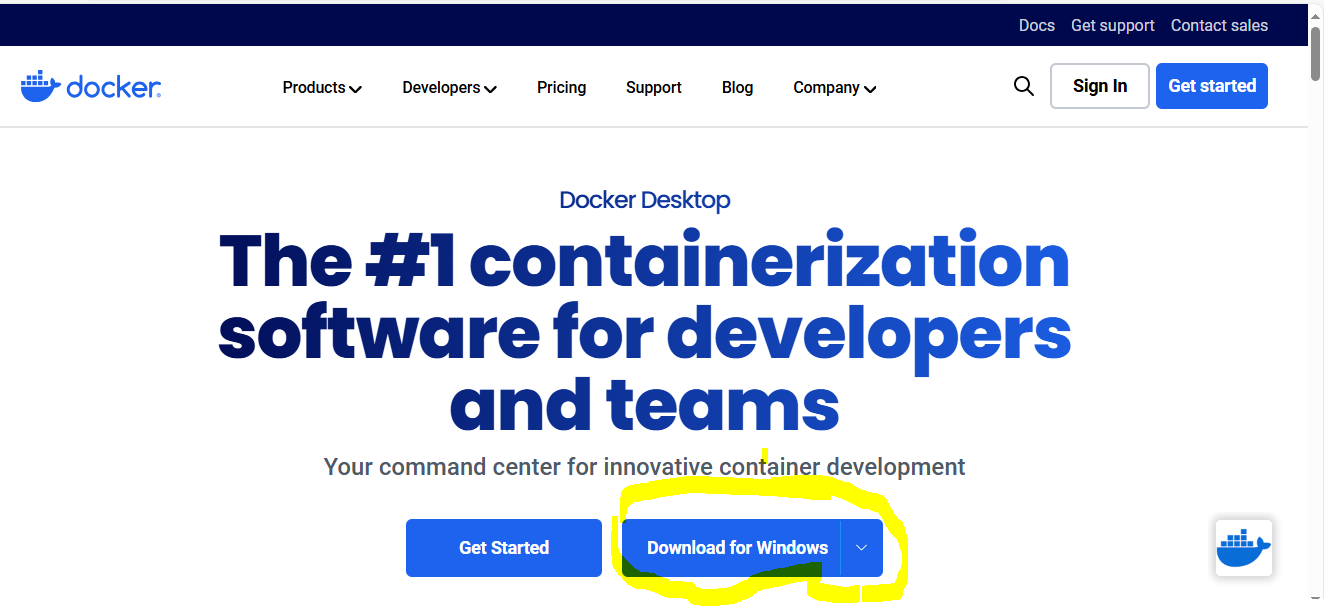 Docs Get support Contact sales
docker
Products Developers Pricing Support Blog Company Sign In Get started
Docker Desktop
The #1 containerization
software for developers
and teams
Your command center for innovative container development
Get Started Download for Windows